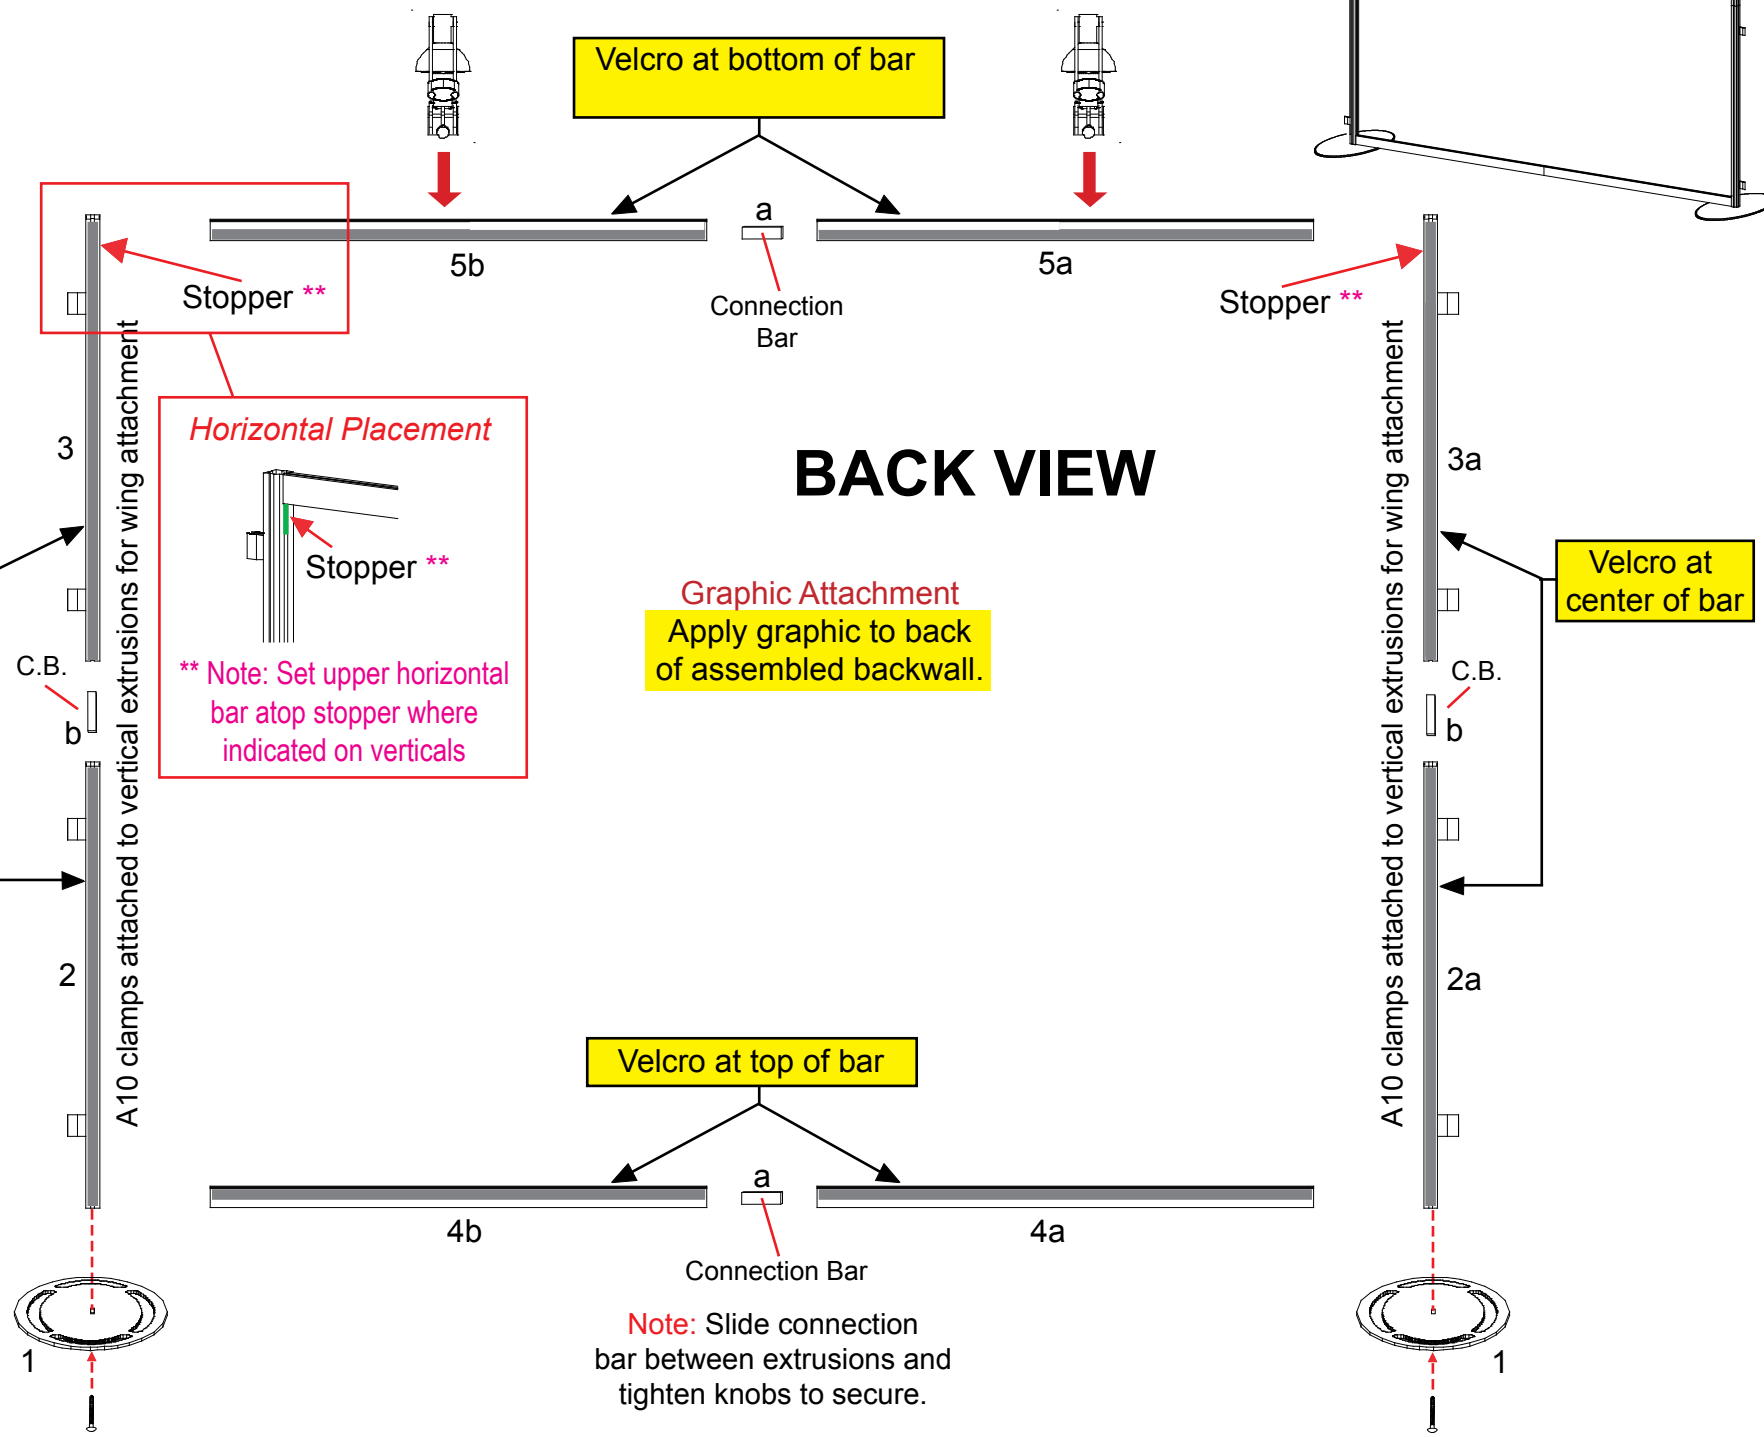 Velcro at bottom of bar
a
5b
5a
Connection
Bar
Stopper **
Stopper **
A10 clamps attached to vertical extrusions for wing attachment
A10 clamps attached to vertical extrusions for wing attachment
3
3a
Horizontal Placement
Stopper **
** Note: Set upper horizontal
bar atop stopper where
indicated on verticals
BACK VIEW
Graphic Attachment
Apply graphic to back
of assembled backwall.
Velcro at
center of bar
C.B.
b
C.B.
b
2
2a
Velcro at top of bar
a
4b
4a
Connection Bar
Note: Slide connection
bar between extrusions and
tighten knobs to secure.
1
1